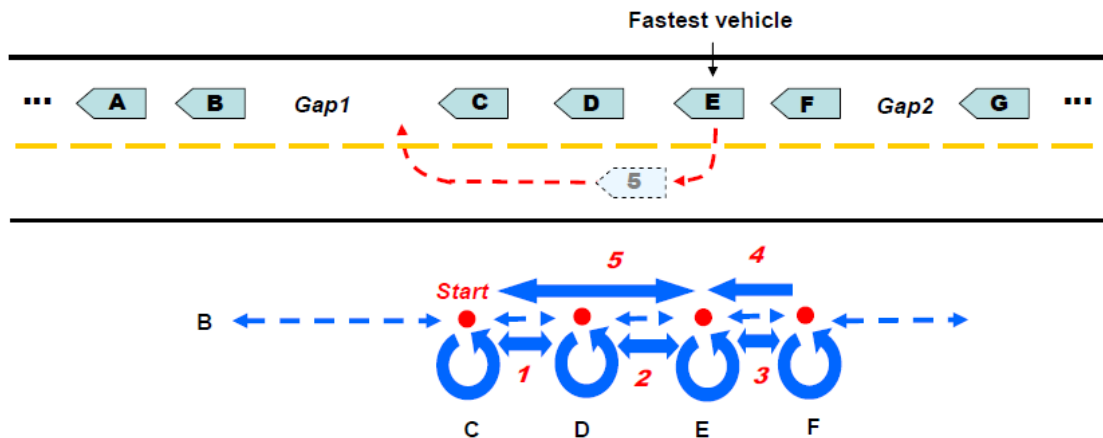 Fastest vehicle
... A B Gap1 C D E F Gap2 G ...
5
5 4
Start
B
1 2 3
C D E F